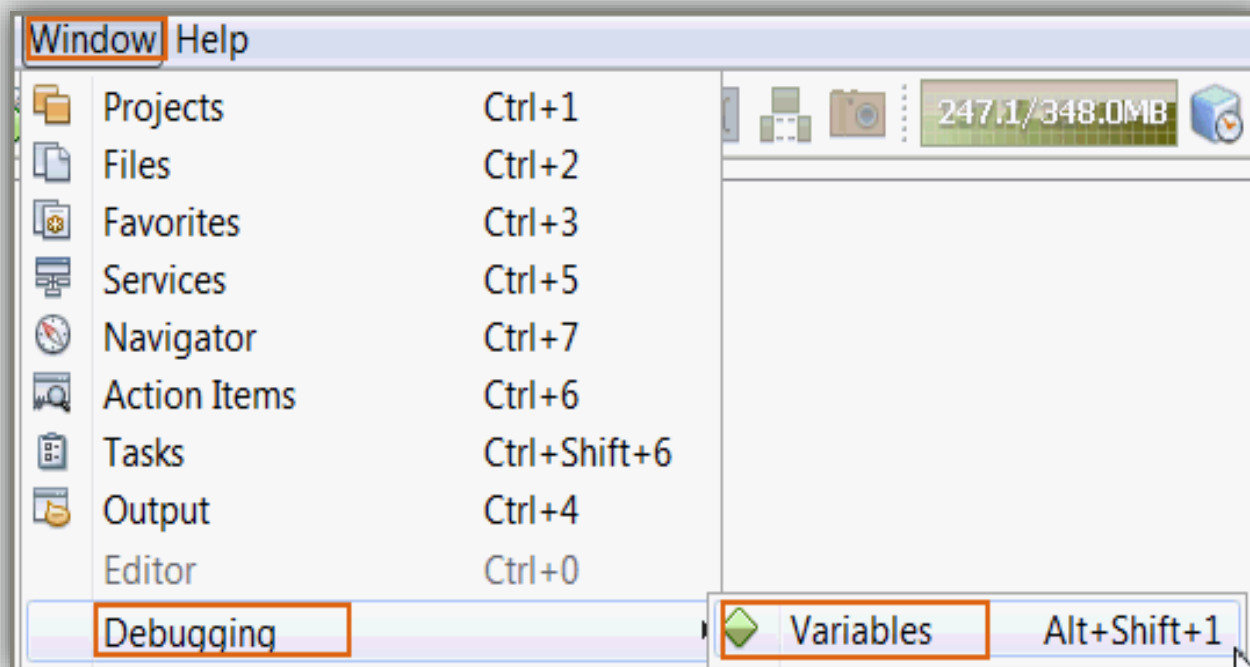 Window Help
Projects Ctrl+1
247.1/348.0MB
Files Ctrl+2
Favorites Ctrl+3
Services Ctrl+5
Navigator Ctrl+7
Action Items Ctrl+6
Tasks Ctrl+Shift+6
Output Ctrl+4
Editor Ctrl+0
Debugging
Variables Alt+Shift+1